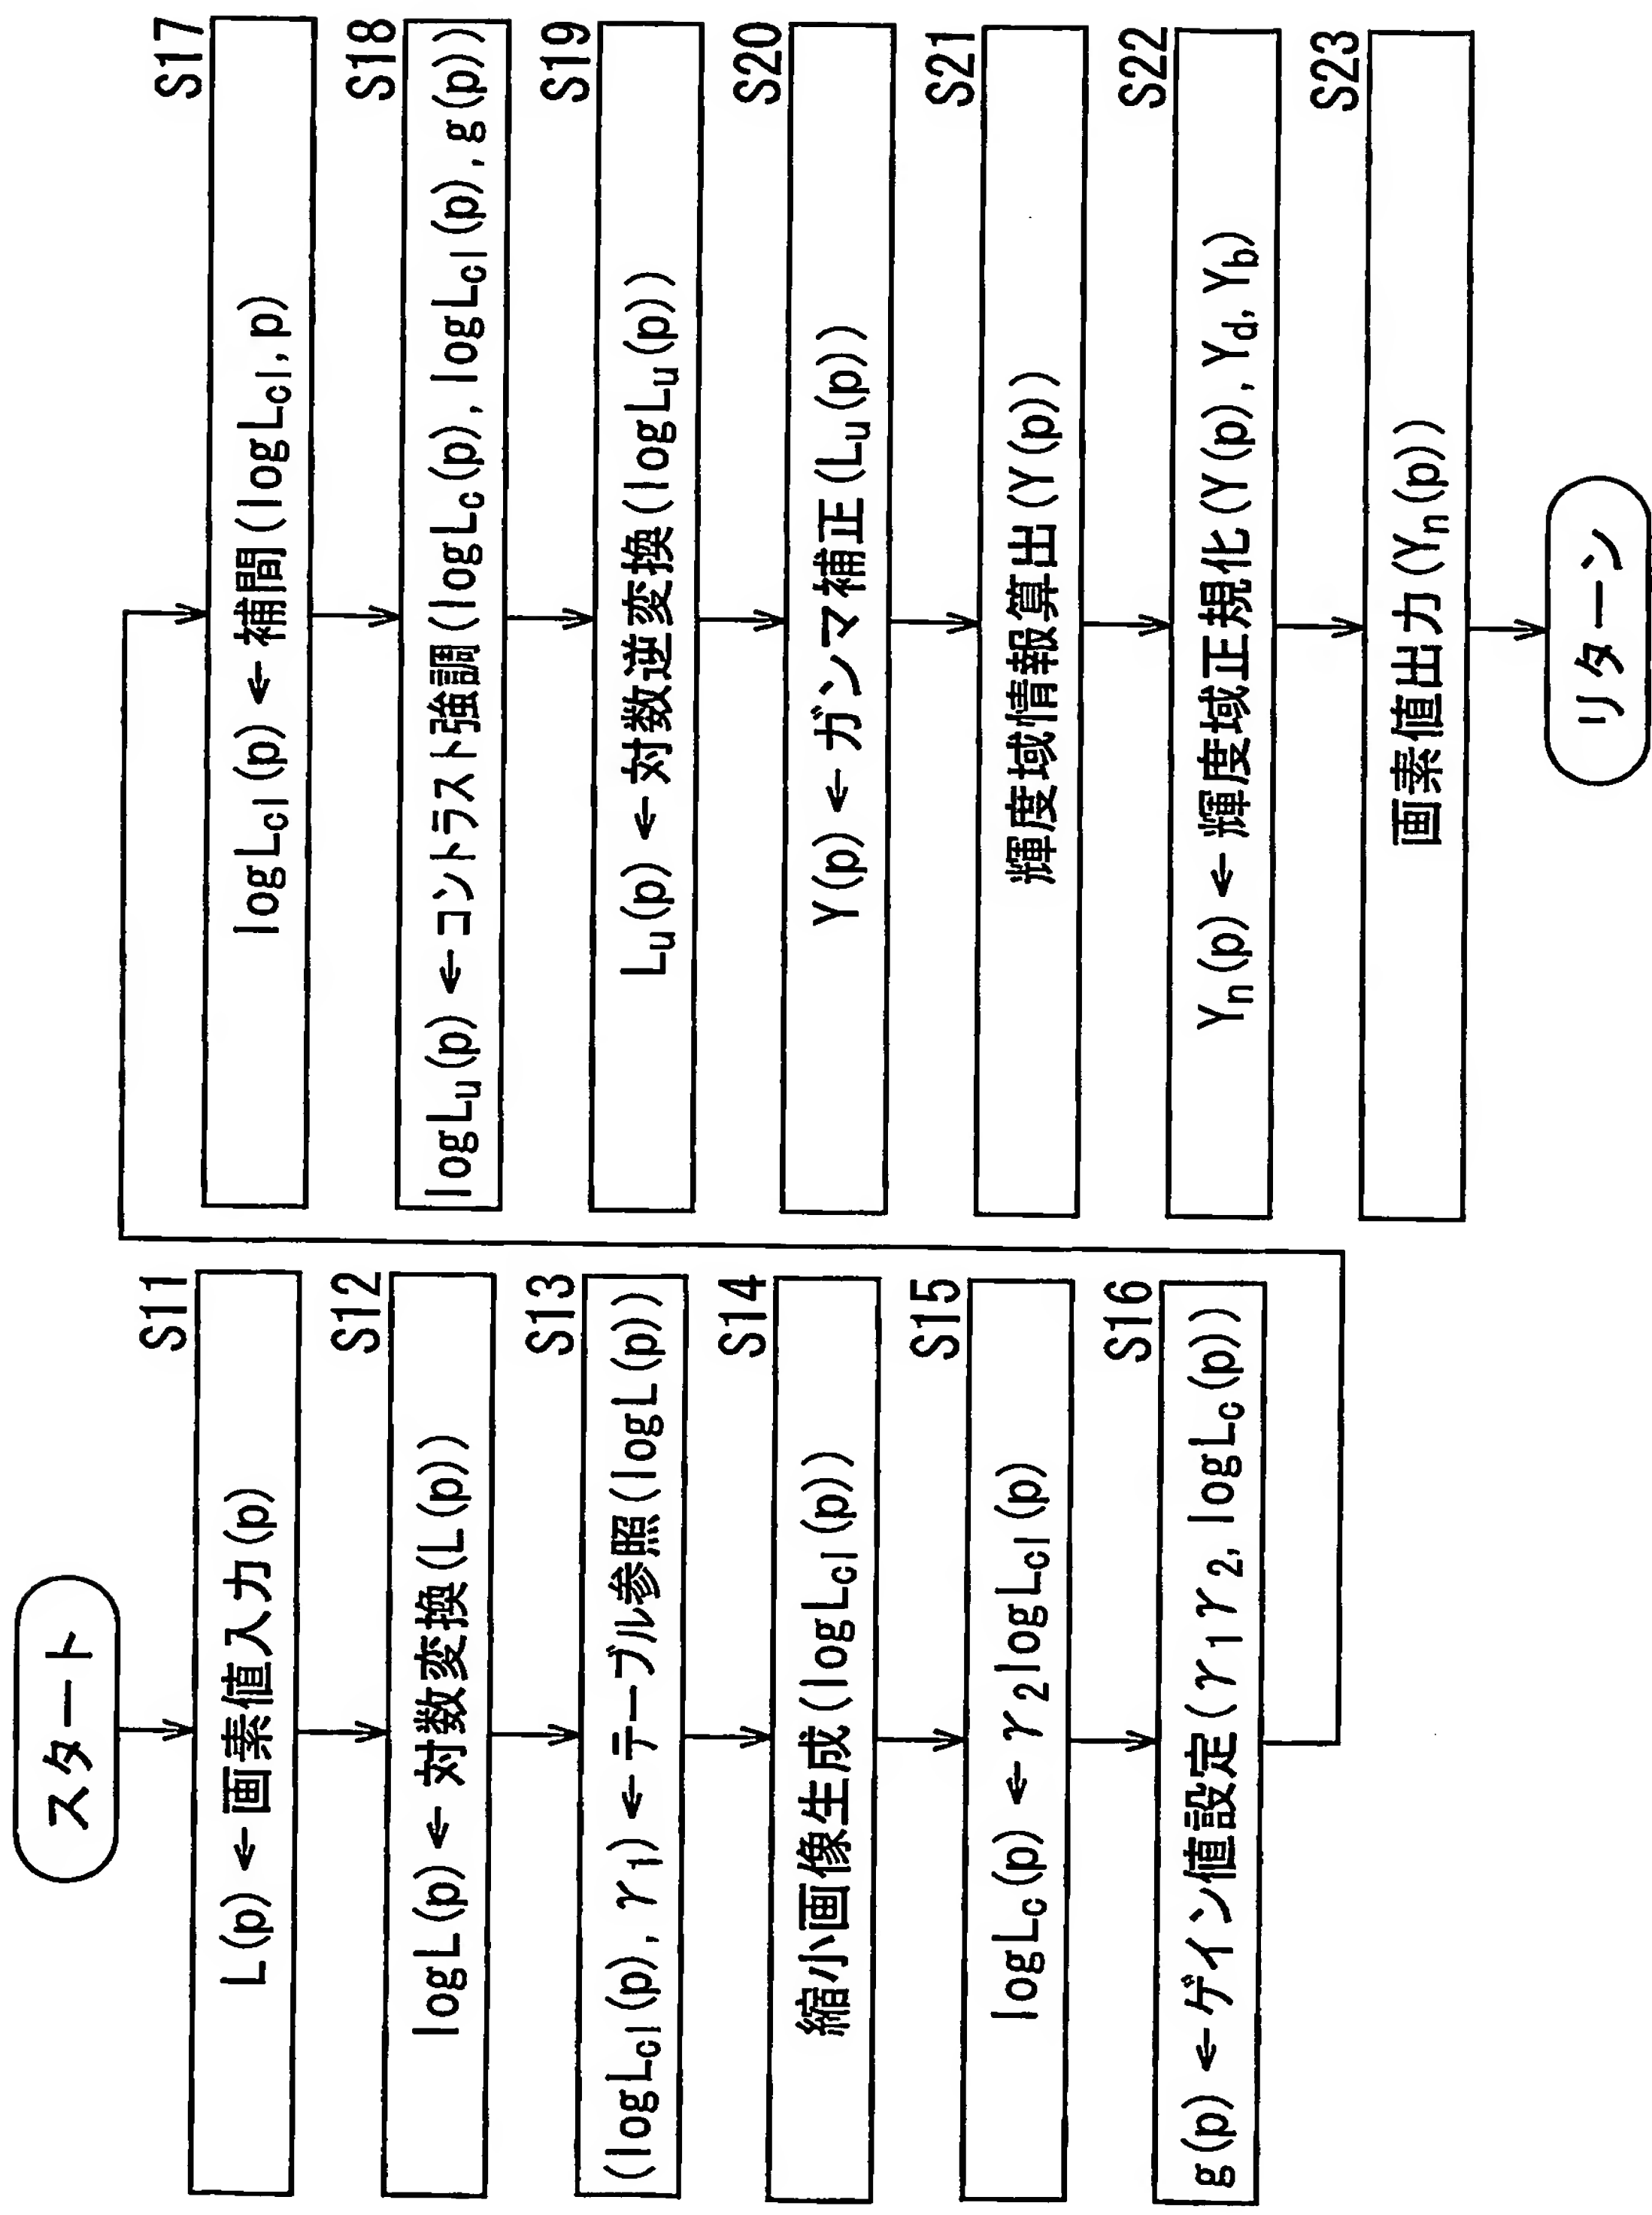 スタート
S11
L(p) ← 画素値入力(p)
S12
logL(p) ← 対数変換(L(p))
S13
(logLcl(p), γ1) ← テーブル参照(logL(p))
S14
縮小画像生成(logLcl(p))
S15
logLc(p) ← γ2logLcl(p)
S16
g(p) ← ゲイン値設定(γ1γ2, logLc(p))
S17
logLcl(p) ← 補間(logLcl, p)
S18
logLu(p) ← コントラスト強調(logLc(p), logLcl(p), g(p))
S19
Lu(p) ← 対数逆変換(logLu(p))
S20
Y(p) ← ガンマ補正(Lu(p))
S21
輝度域情報算出(Y(p))
S22
Yn(p) ← 輝度域正規化(Y(p), Yd, Yb)
S23
画素値出力(Yn(p))
リターン